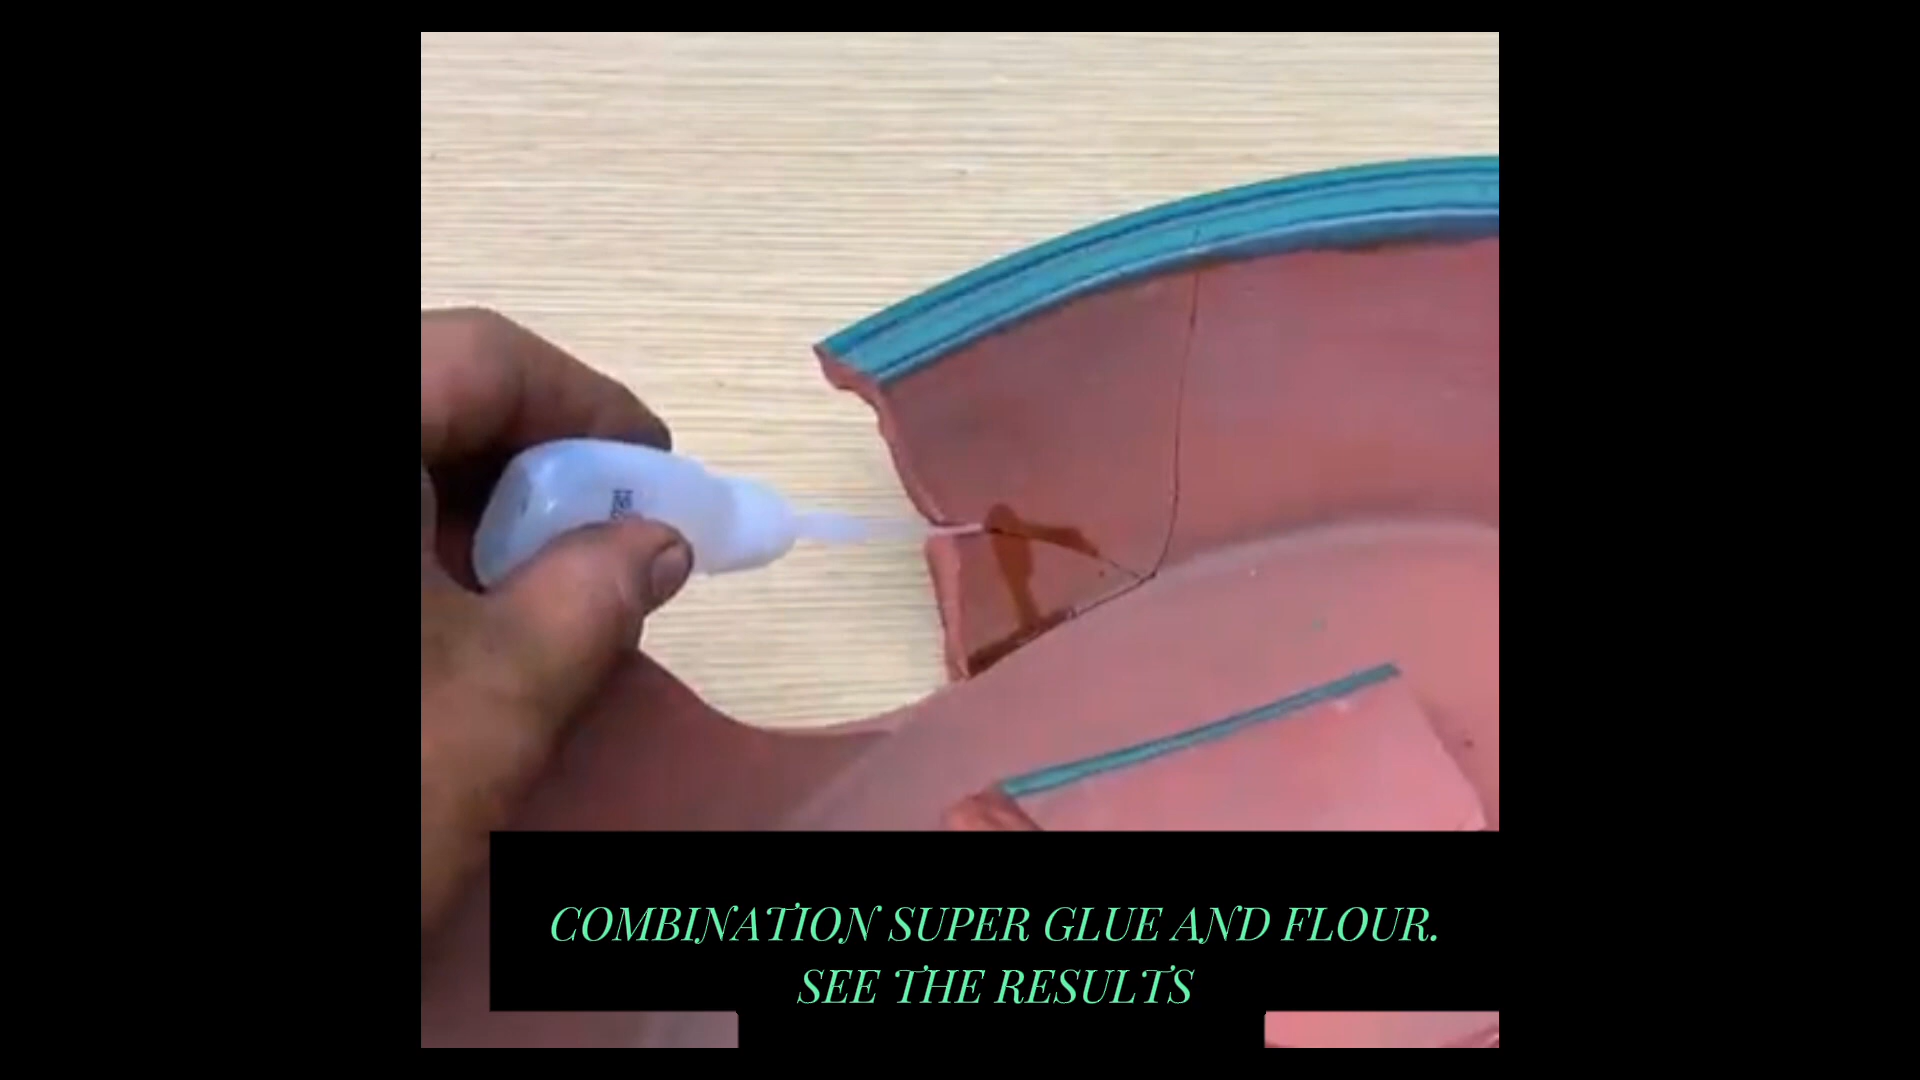 COMBINATION SUPER GLUE AND FLOUR.
SEE THE RESULTS